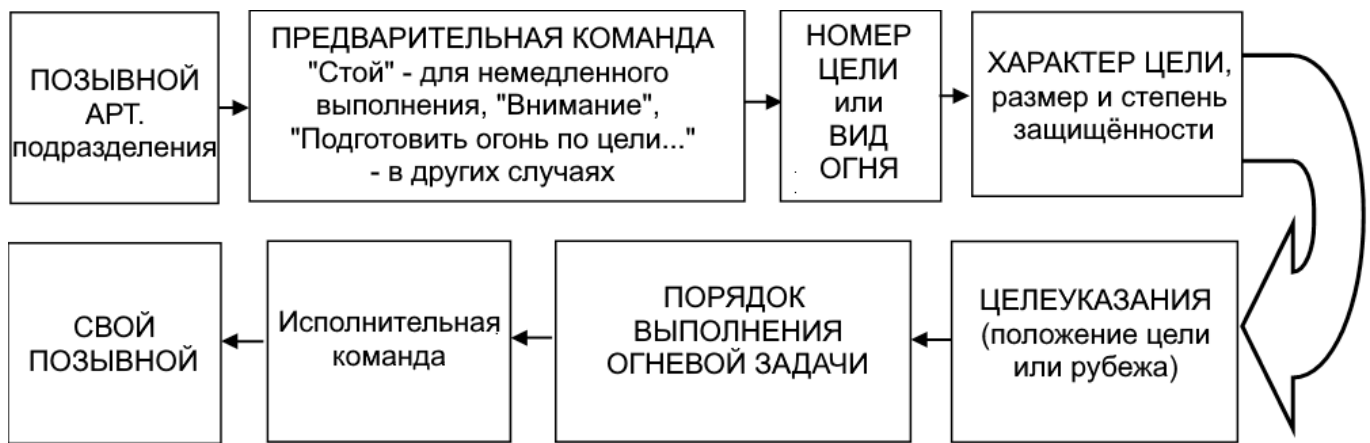 ПОЗЫВНОЙ
АРТ.
подразделения
ПРЕДВАРИТЕЛЬНАЯ КОМАНДА
"Стой" - для немедленного
выполнения, "Внимание",
"Подготовить огонь по цели..."
- в других случаях
НОМЕР
ЦЕЛИ
или
ВИД
ОГНЯ
ХАРАКТЕР ЦЕЛИ,
размер и степень
защищённости
ЦЕЛЕУКАЗАНИЯ
(положение цели
или рубежа)
ПОРЯДОК
ВЫПОЛНЕНИЯ
ОГНЕВОЙ ЗАДАЧИ
Исполнительная
команда
СВОЙ
ПОЗЫВНОЙ